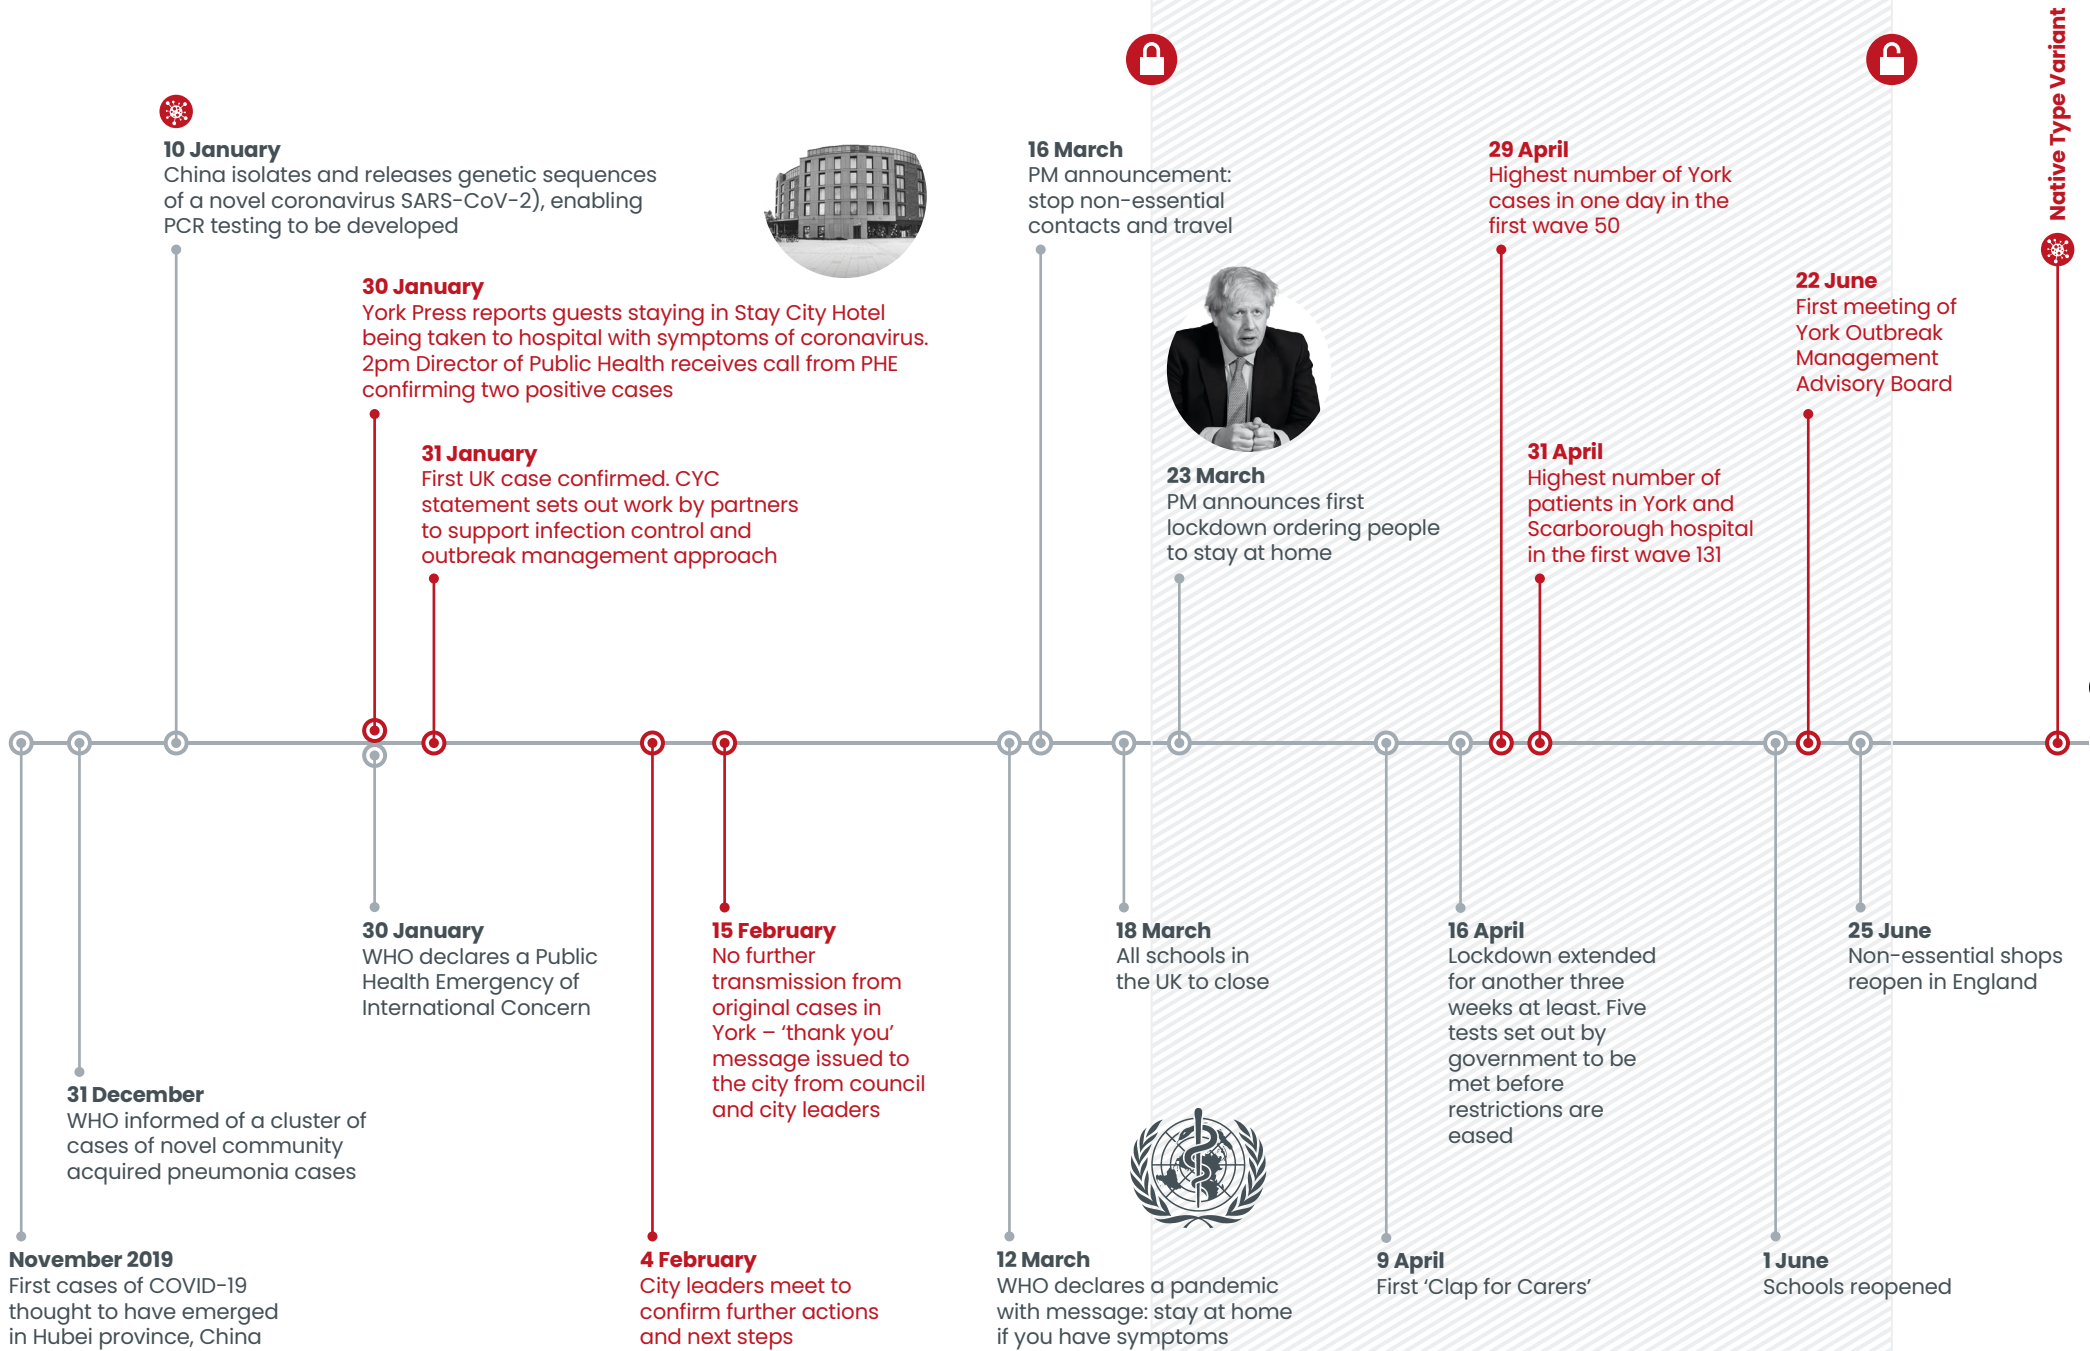 Native Type Variant
10 January
China isolates and releases genetic sequences
of a novel coronavirus SARS-CoV-2), enabling
PCR testing to be developed
30 January
York Press reports guests staying in Stay City Hotel
being taken to hospital with symptoms of coronavirus.
2pm Director of Public Health receives call from PHE
confirming two positive cases
31 January
First UK case confirmed. CYC
statement sets out work by partners
to support infection control and
outbreak management approach
16 March
PM announcement:
stop non-essential
contacts and travel
23 March
PM announces first
lockdown ordering people
to stay at home
29 April
Highest number of York
cases in one day in the
first wave 50
31 April
Highest number of
patients in York and
Scarborough hospital
in the first wave 131
22 June
First meeting of
York Outbreak
Management
Advisory Board
November 2019
First cases of COVID-19
thought to have emerged
in Hubei province, China
31 December
WHO informed of a cluster of
cases of novel community
acquired pneumonia cases
30 January
WHO declares a Public
Health Emergency of
International Concern
4 February
City leaders meet to
confirm further actions
and next steps
15 February
No further
transmission from
original cases in
York – ‘thank you’
message issued to
the city from council
and city leaders
12 March
WHO declares a pandemic
with message: stay at home
if you have symptoms
18 March
All schools in
the UK to close
9 April
First ‘Clap for Carers’
16 April
Lockdown extended
for another three
weeks at least. Five
tests set out by
government to be
met before
restrictions are
eased
1 June
Schools reopened
25 June
Non-essential shops
reopen in England